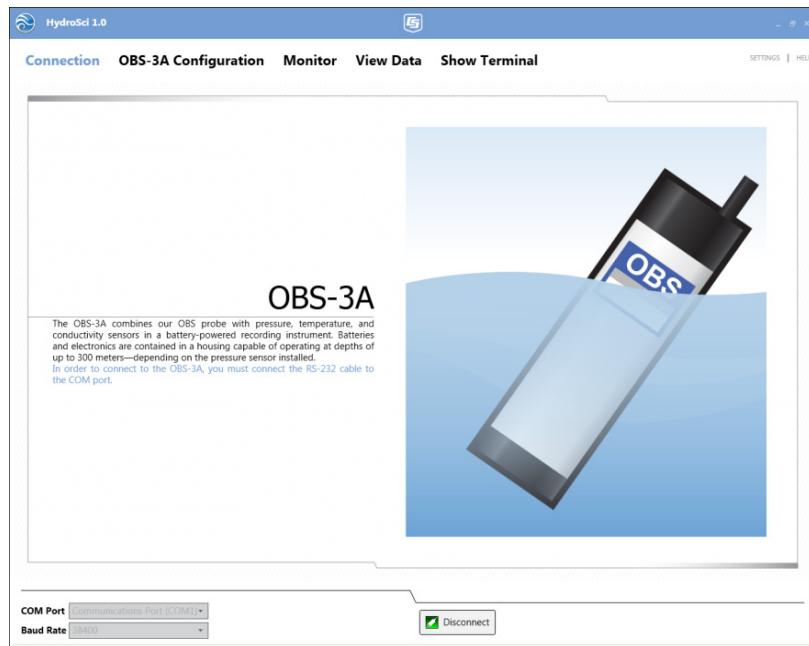 HydroSci 1.0
Connection OBS-3A Configuration Monitor View Data Show Terminal
SETTINGS | HELP
OBS-3A
The OBS-3A combines our OBS probe with pressure, temperature, and
conductivity sensors in a battery-powered recording instrument. Batteries
and electronics are contained in a housing capable of operating at depths of
up to 300 meters—depending on the pressure sensor installed.
In order to connect to the OBS-3A, you must connect the RS-232 cable to
the COM port.
OBS
COM Port Communications Port (COM1)
Baud Rate 38400
Disconnect